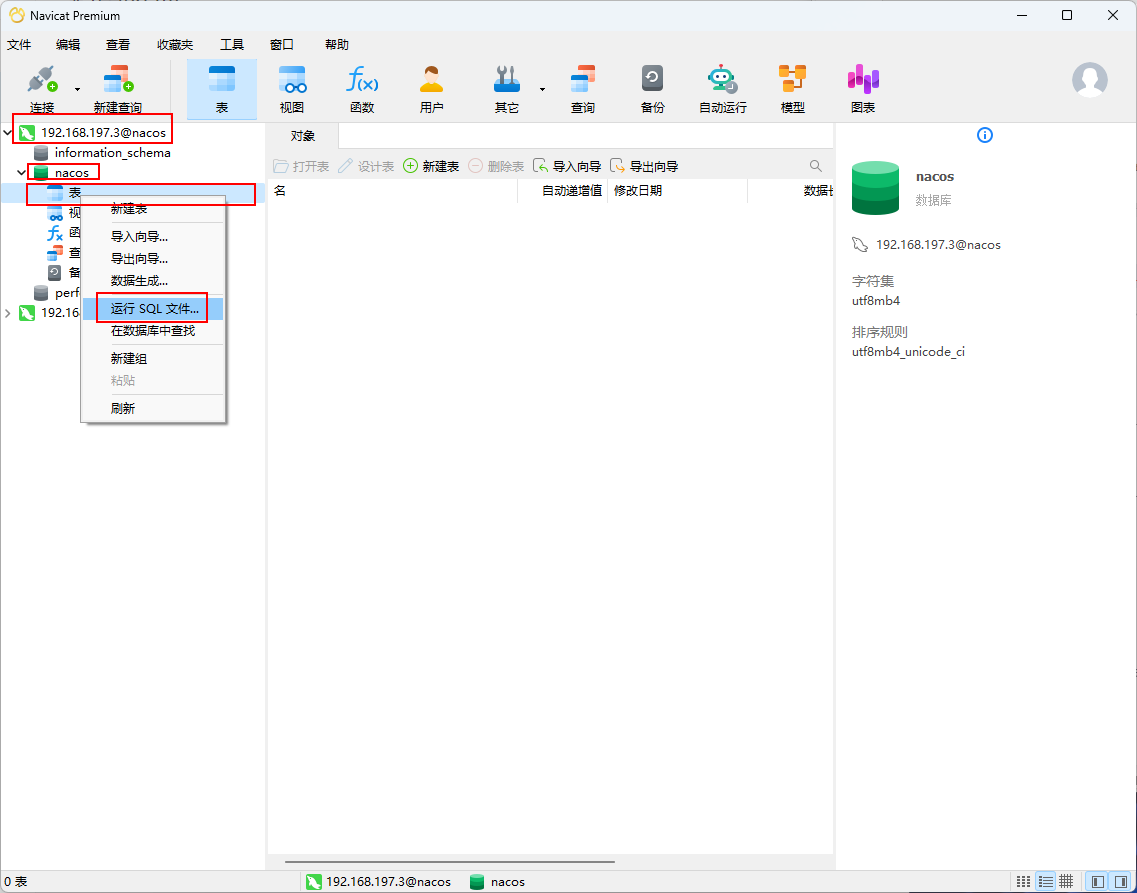 Navicat Premium
文件 编辑 查看 收藏夹 工具 窗口 帮助
连接 新建查询 表 视图 函数 用户 其它 查询 备份 自动运行 模型 图表
192.168.197.3@nacos
information_schema
nacos
表
视
函
查
备
perf
192.16
新建表
导入向导...
导出向导...
数据生成...
运行 SQL 文件...
在数据库中查找
新建组
粘贴
刷新
对象
打开表 设计表 新建表 删除表 导入向导 导出向导
名 自动递增值 修改日期 数据长
nacos
数据库
192.168.197.3@nacos
字符集
utf8mb4
排序规则
utf8mb4_unicode_ci
0 表 192.168.197.3@nacos nacos